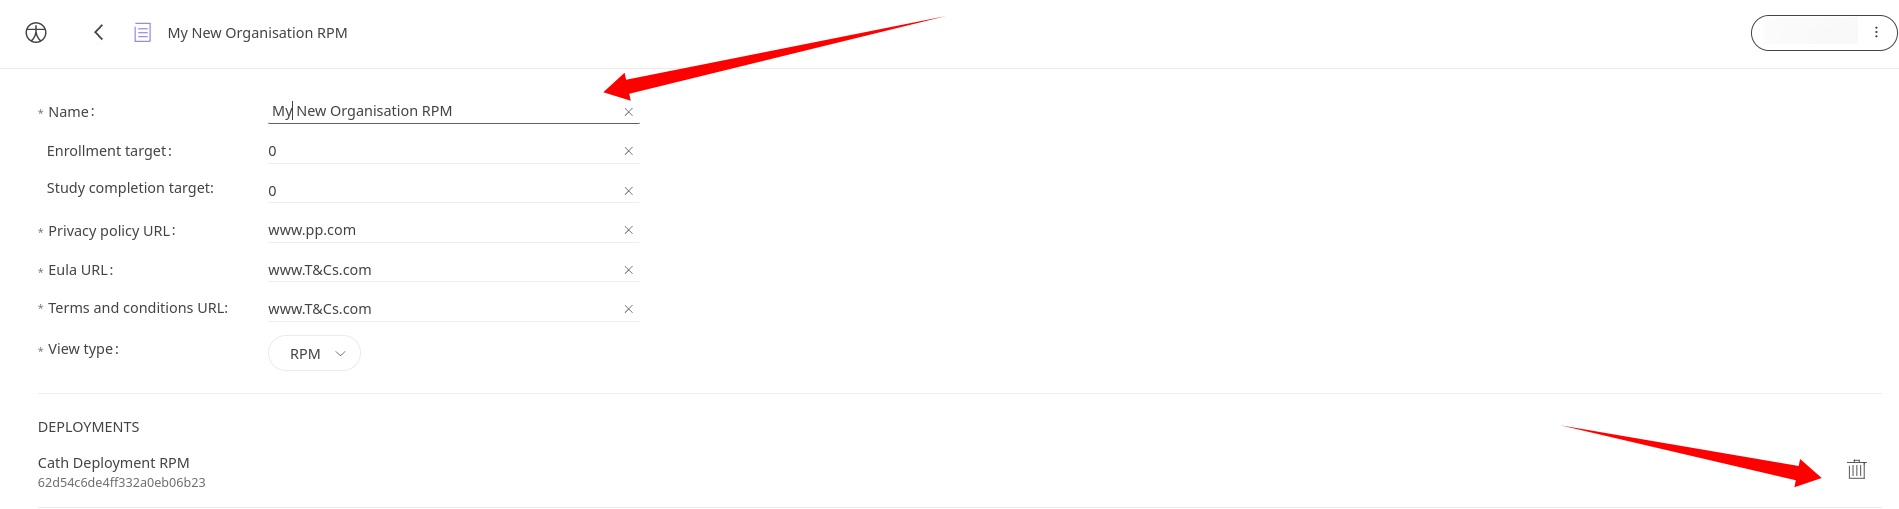 My New Organisation RPM
* Name: My New Organisation RPM
Enrollment target: 0
Study completion target: 0
* Privacy policy URL: www.pp.com
* Eula URL: www.T&Cs.com
* Terms and conditions URL: www.T&Cs.com
* View type: RPM
DEPLOYMENTS
Cath Deployment RPM
62d54c6de4ff332a0eb06b23